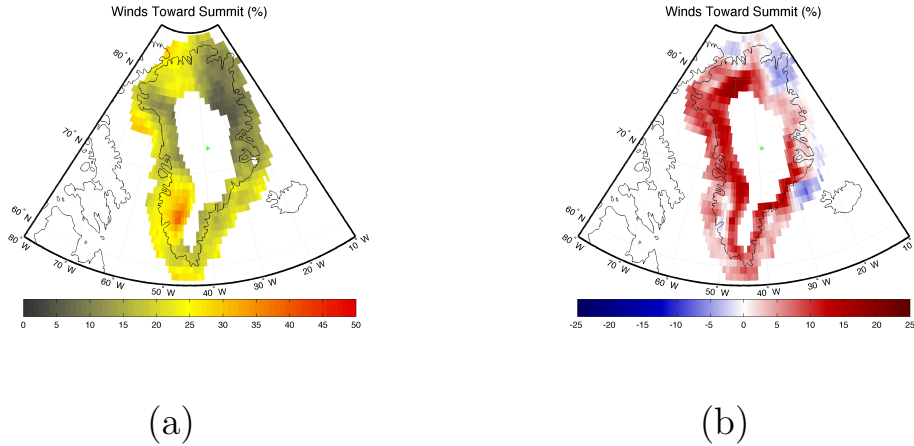 Winds Toward Summit (%)
80° N
70° N
60° N
80° W
70° W
60° W
50° W
40° W
30° W
20° W
10° W
0 5 10 15 20 25 30 35 40 45 50
(a)
Winds Toward Summit (%)
80° N
70° N
60° N
80° W
70° W
60° W
50° W
40° W
30° W
20° W
10° W
-25 -20 -15 -10 -5 0 5 10 15 20 25
(b)